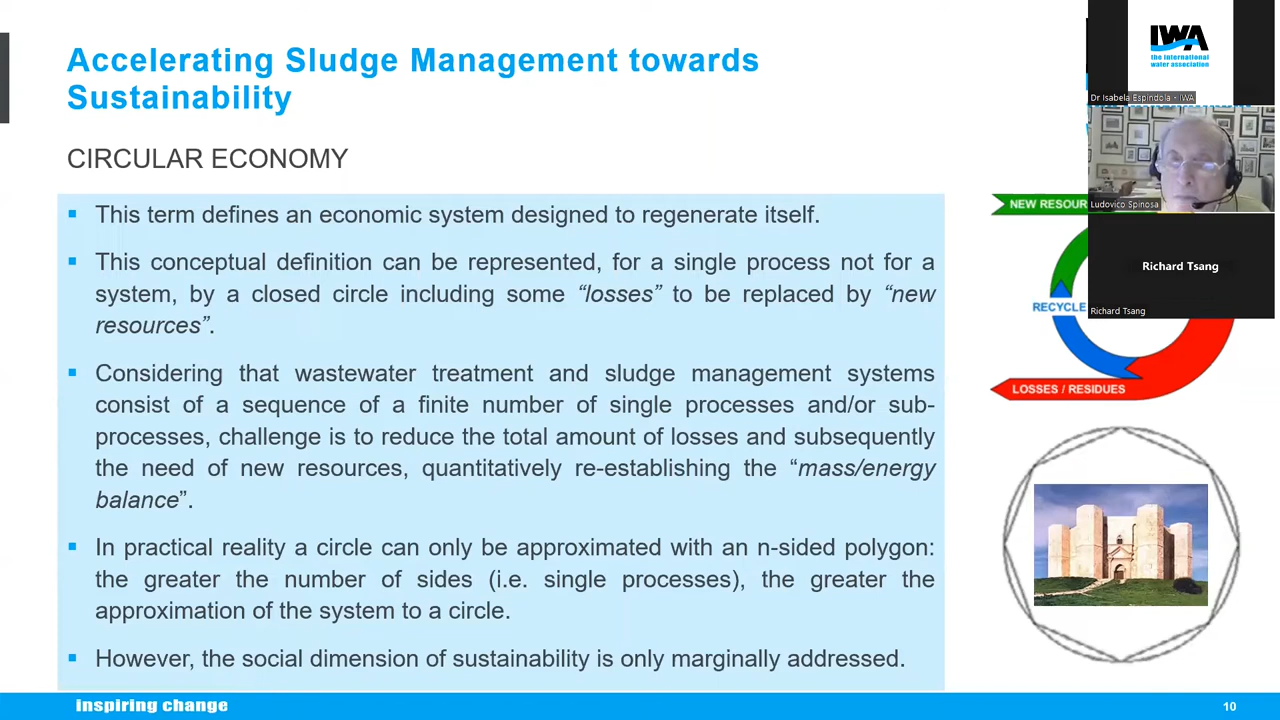 Accelerating Sludge Management towards
Sustainability
CIRCULAR ECONOMY
▪ This term defines an economic system designed to regenerate itself.
▪ This conceptual definition can be represented, for a single process not for a
system, by a closed circle including some “losses” to be replaced by “new
resources”.
▪ Considering that wastewater treatment and sludge management systems
consist of a sequence of a finite number of single processes and/or sub-
processes, challenge is to reduce the total amount of losses and subsequently
the need of new resources, quantitatively re-establishing the “mass/energy
balance”.
▪ In practical reality a circle can only be approximated with an n-sided polygon:
the greater the number of sides (i.e. single processes), the greater the
approximation of the system to a circle.
▪ However, the social dimension of sustainability is only marginally addressed.
IWA
the international
water association
Dr Isabela Espindola - IWA
Ludovico Spinosa
Richard Tsang
Richard Tsang
NEW RESOUR
RECYCLE
LOSSES / RESIDUES
inspiring change
10